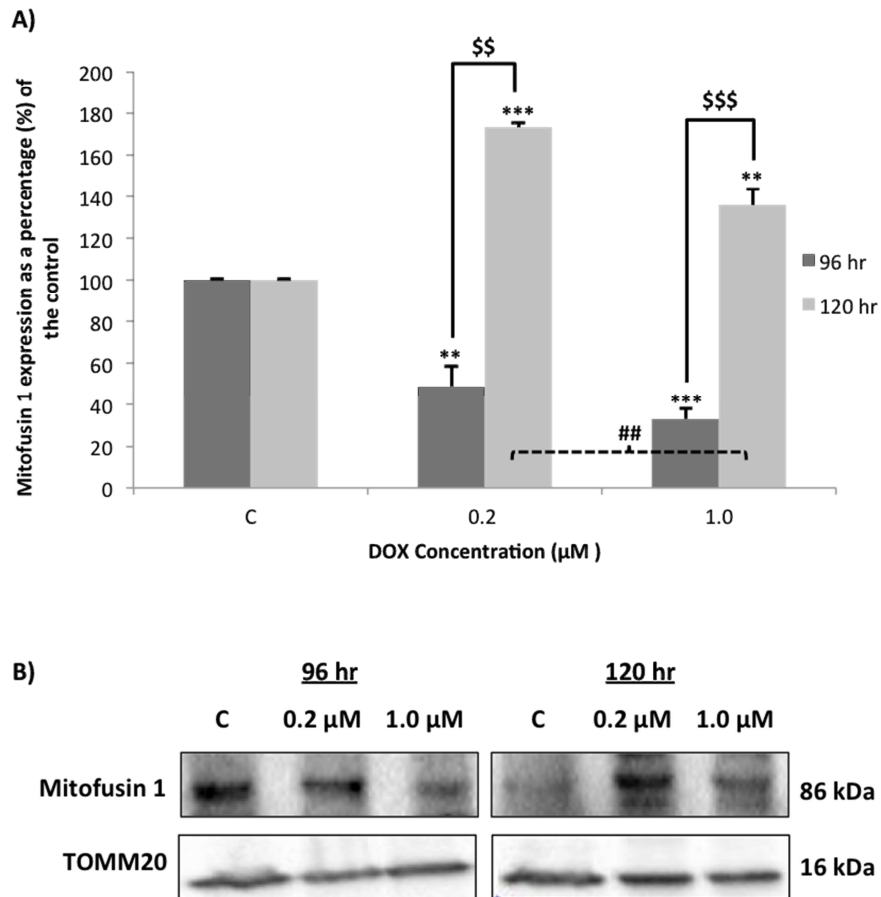 A)
Mitofusin 1 expression as a percentage (%) of
the control
200
180
160
140
120
100
80
60
40
20
0
$$
***
$$$
**
**
***
##
96 hr
120 hr
C
0.2
1.0
DOX Concentration (µM )
B)
96 hr
120 hr
C 0.2 µM 1.0 µM
C 0.2 µM 1.0 µM
Mitofusin 1
86 kDa
TOMM20
16 kDa